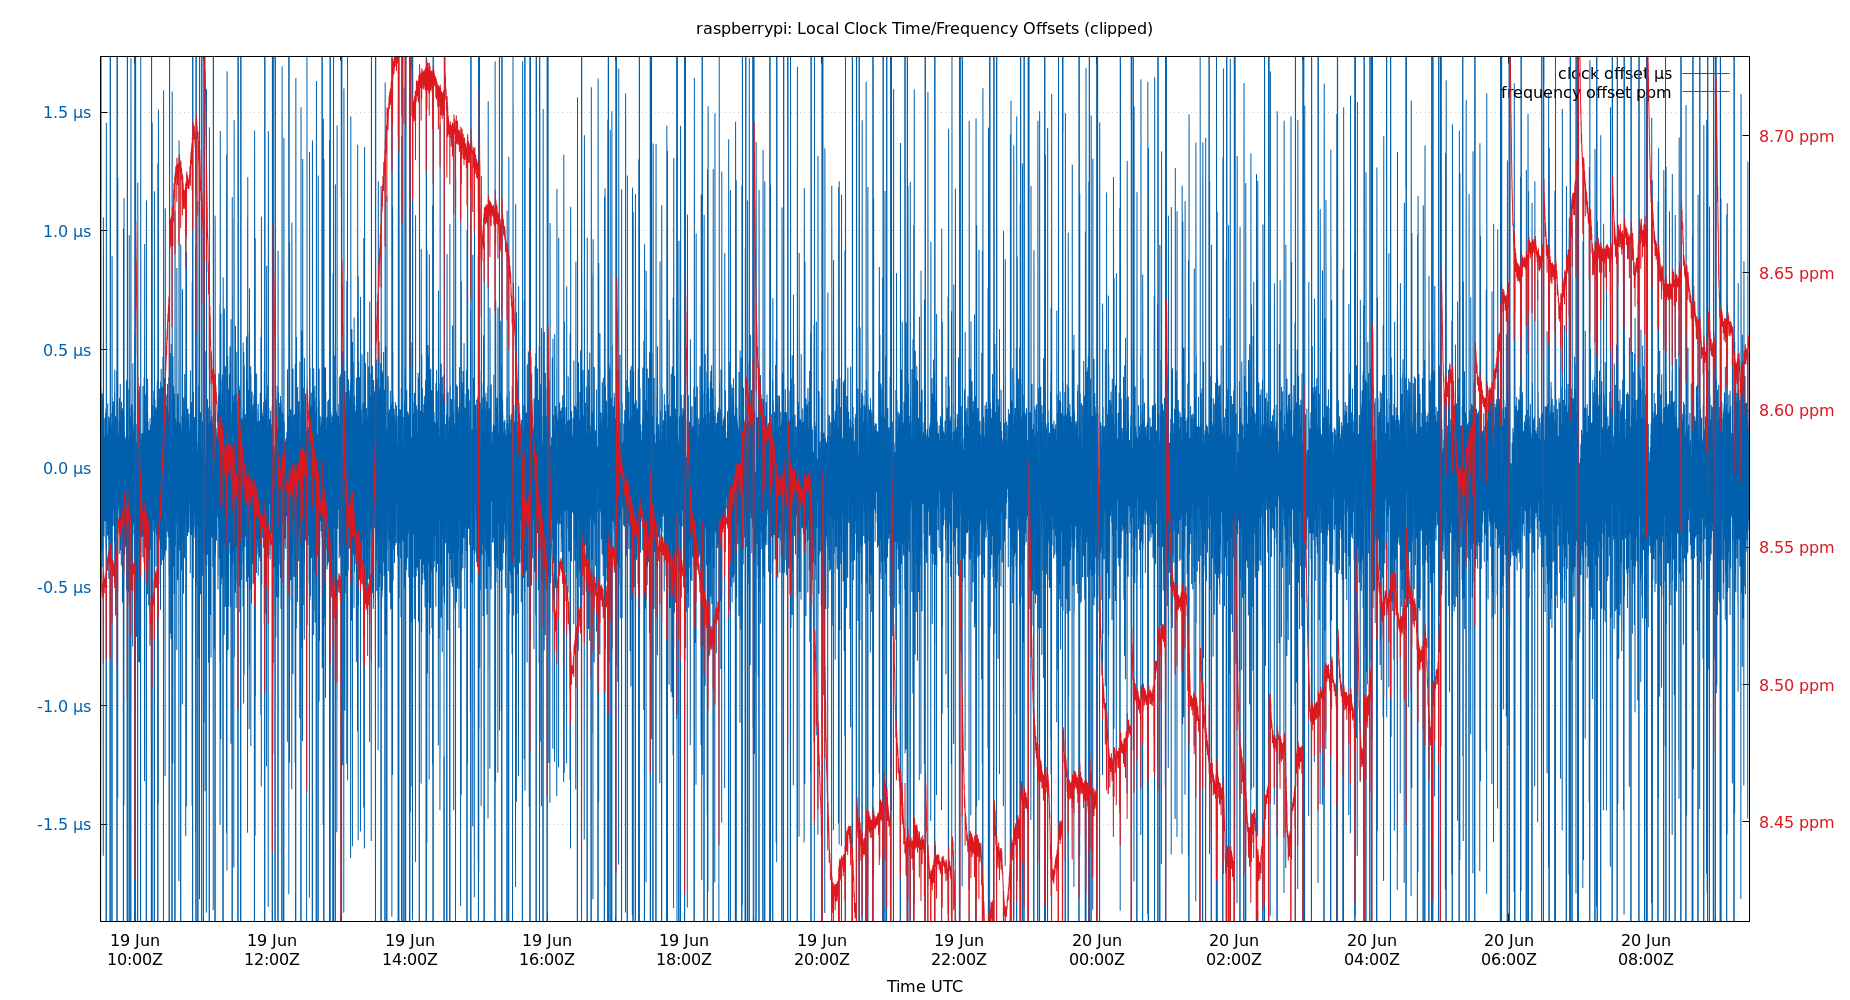 raspberrypi: Local Clock Time/Frequency Offsets (clipped)
clock offset µs
frequency offset ppm
1.5 µs
1.0 µs
0.5 µs
0.0 µs
-0.5 µs
-1.0 µs
-1.5 µs
8.70 ppm
8.65 ppm
8.60 ppm
8.55 ppm
8.50 ppm
8.45 ppm
19 Jun
10:00Z
19 Jun
12:00Z
19 Jun
14:00Z
19 Jun
16:00Z
19 Jun
18:00Z
19 Jun
20:00Z
19 Jun
22:00Z
20 Jun
00:00Z
20 Jun
02:00Z
20 Jun
04:00Z
20 Jun
06:00Z
20 Jun
08:00Z
Time UTC